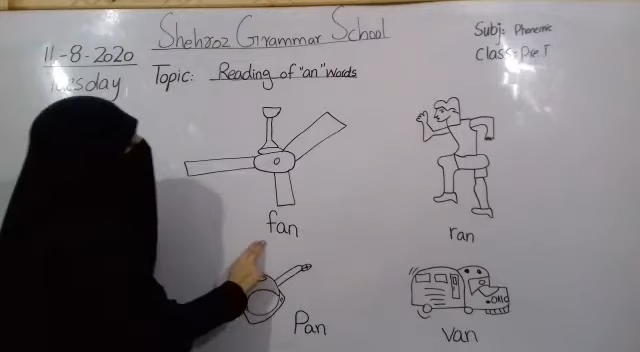 Shehroz Grammar School
11-8-2020
Tuesday
Subj: Phonemic
Class: Pre I
Topic: Reading of "an" words
fan
ran
Pan
van